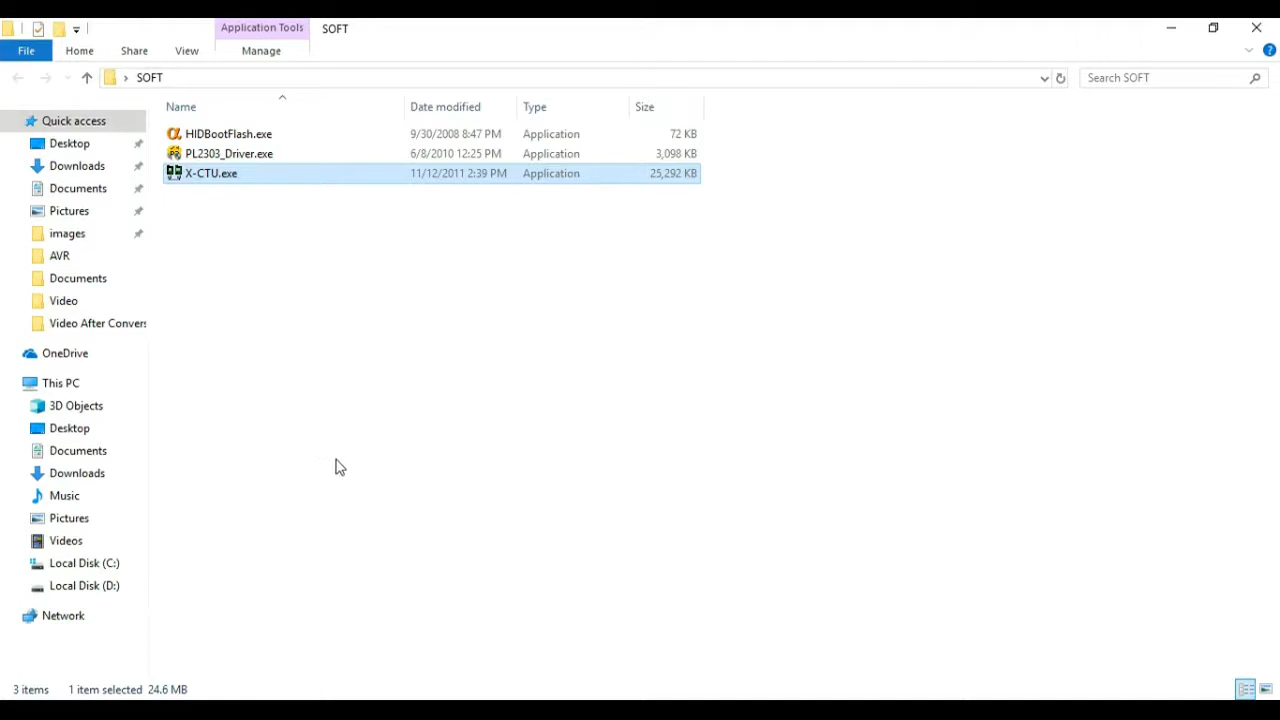 Application Tools
SOFT
File
Home
Share
View
Manage
SOFT
Search SOFT
Name
Date modified
Type
Size
HIDBootFlash.exe
9/30/2008 8:47 PM
Application
72 KB
PL2303_Driver.exe
6/8/2010 12:25 PM
Application
3,098 KB
X-CTU.exe
11/12/2011 2:39 PM
Application
25,292 KB
Quick access
Desktop
Downloads
Documents
Pictures
images
AVR
Documents
Video
Video After Convers
OneDrive
This PC
3D Objects
Desktop
Documents
Downloads
Music
Pictures
Videos
Local Disk (C:)
Local Disk (D:)
Network
3 items
1 item selected 24.6 MB